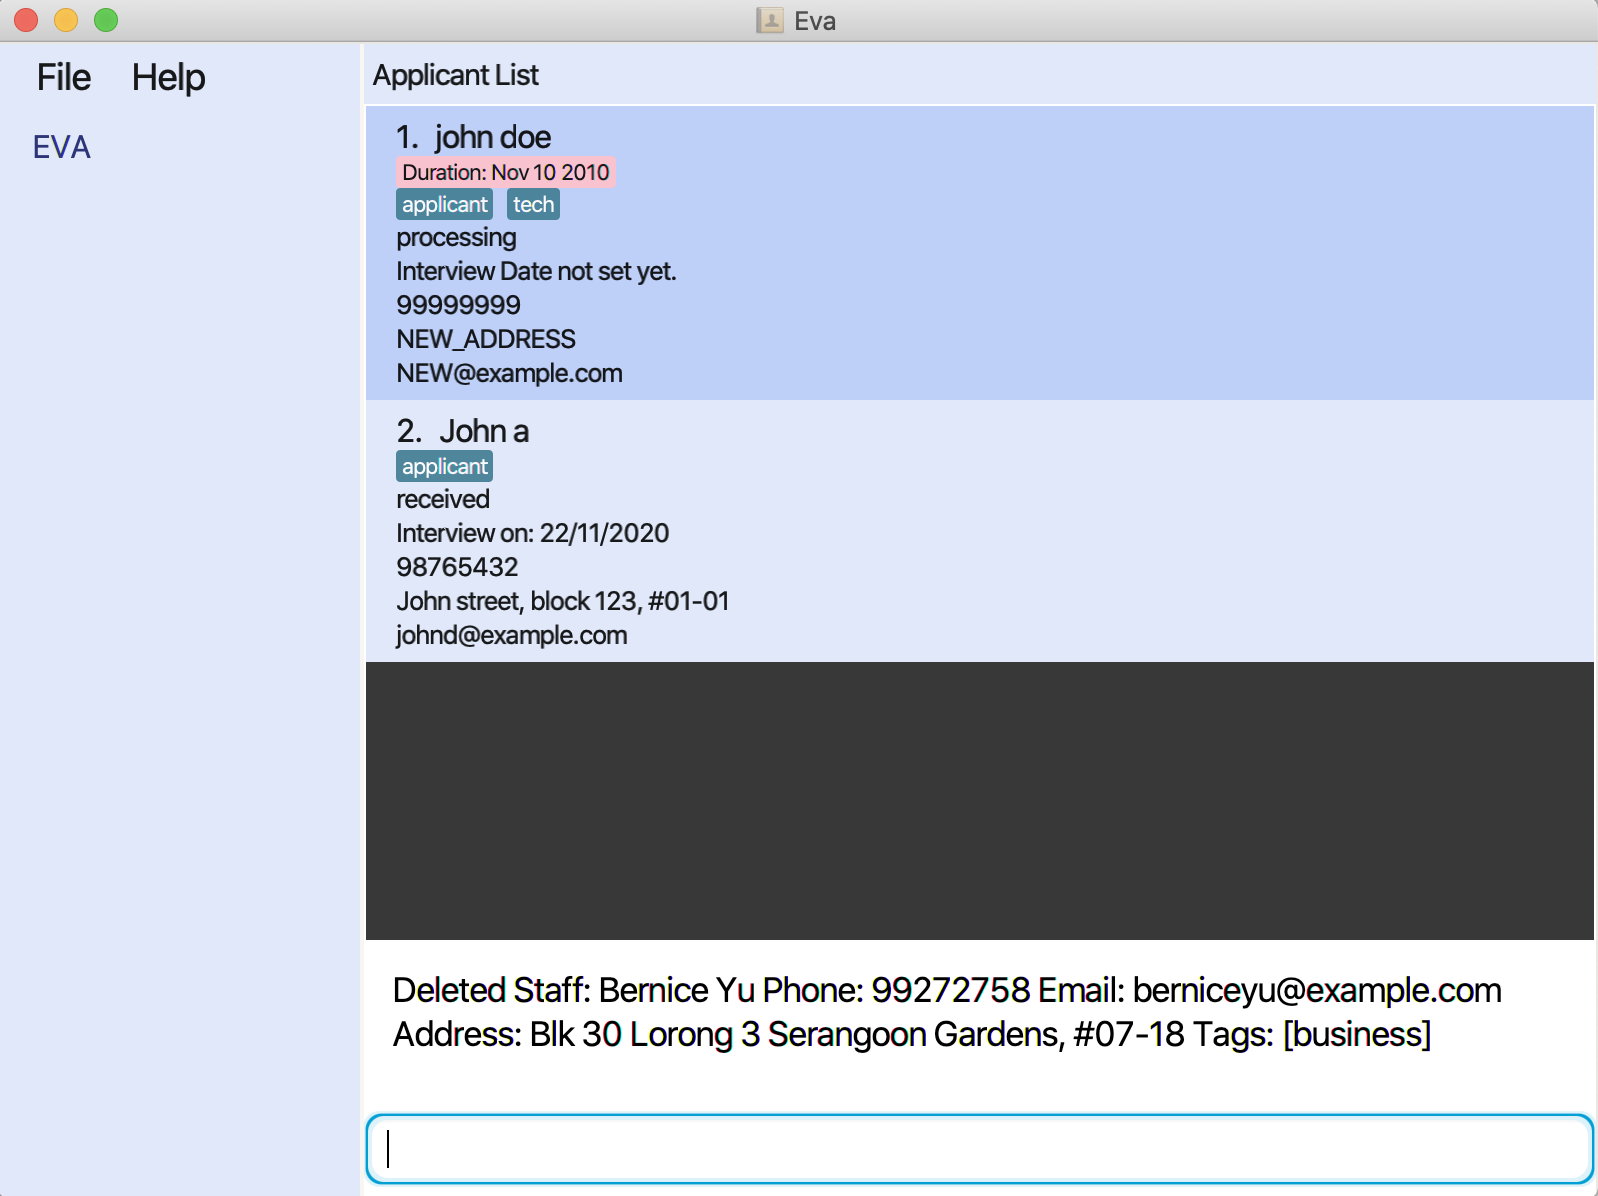 Eva
File Help
EVA
Applicant List
1. john doe
Duration: Nov 10 2010
applicant tech
processing
Interview Date not set yet.
99999999
NEW_ADDRESS
NEW@example.com
2. John a
applicant
received
Interview on: 22/11/2020
98765432
John street, block 123, #01-01
johnd@example.com
Deleted Staff: Bernice Yu Phone: 99272758 Email: berniceyu@example.com
Address: Blk 30 Lorong 3 Serangoon Gardens, #07-18 Tags: [business]